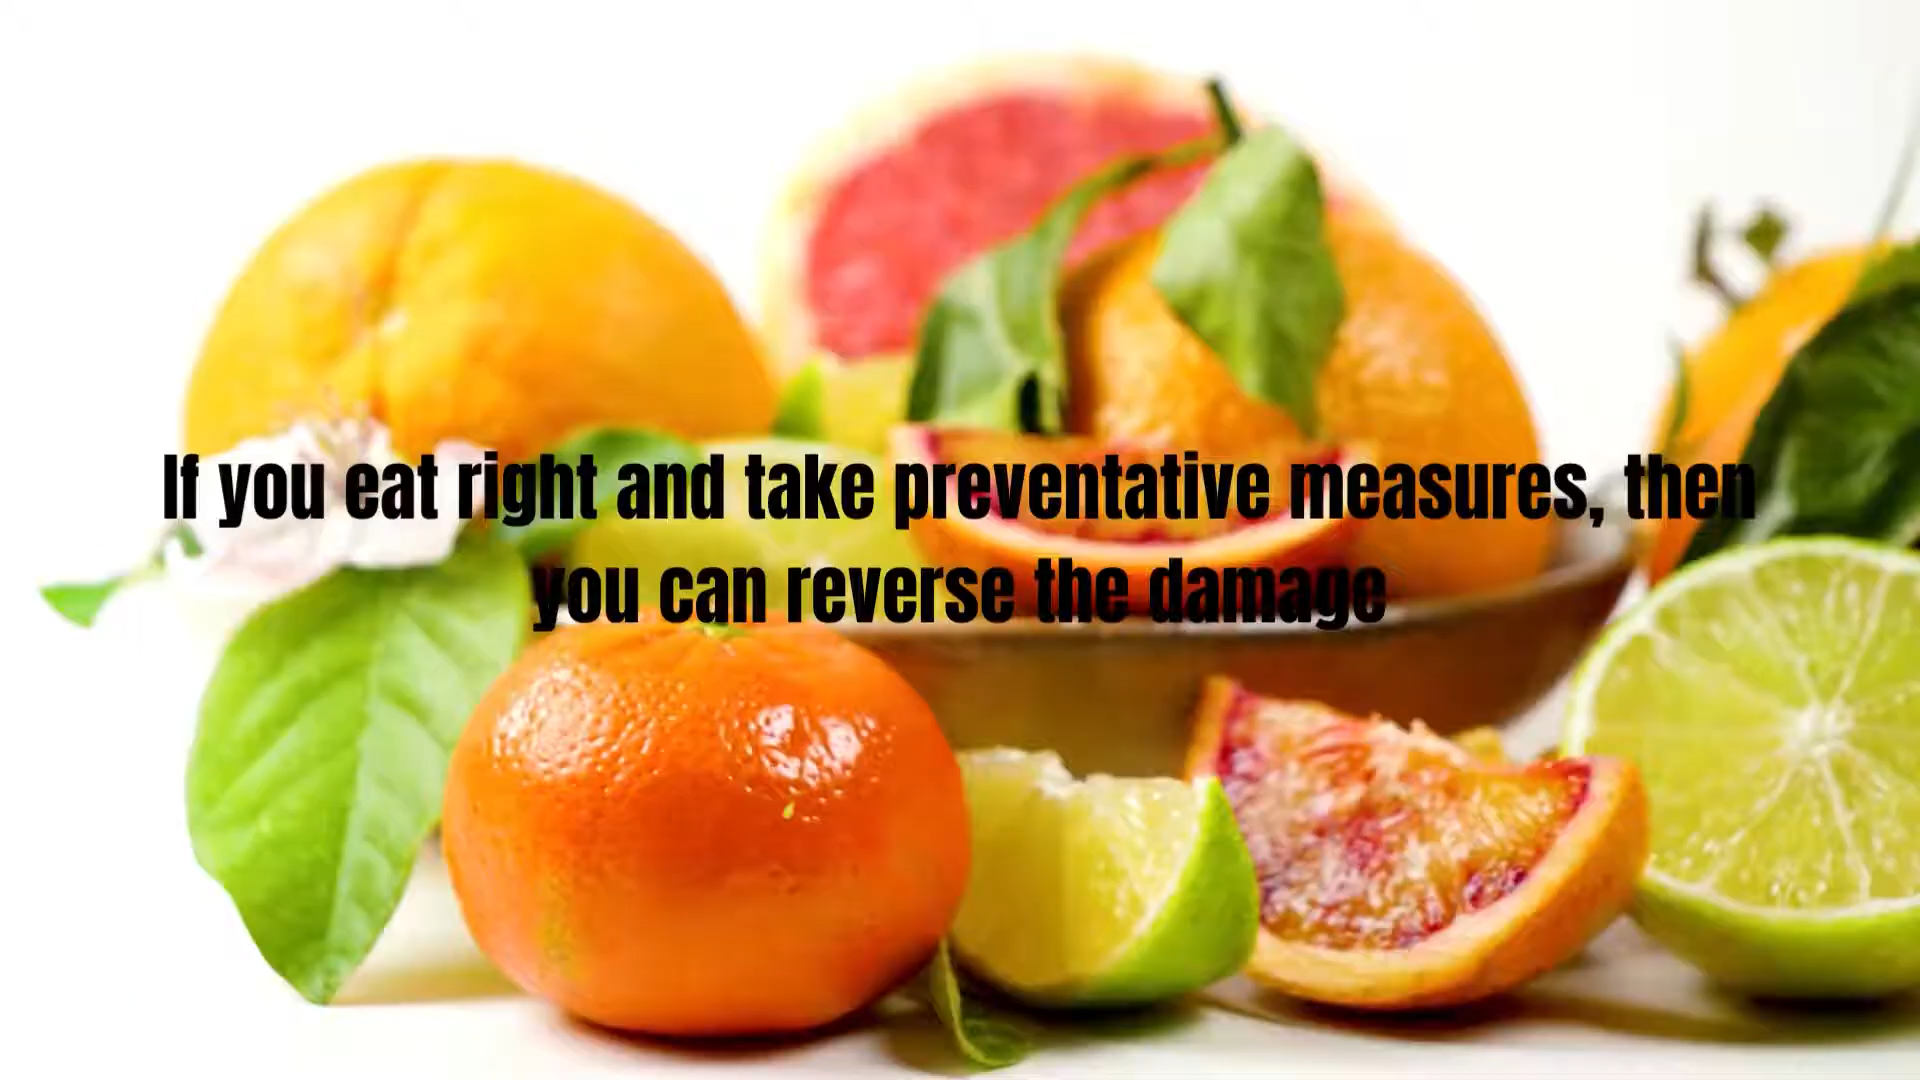 If you eat right and take preventative measures, then
you can reverse the damage